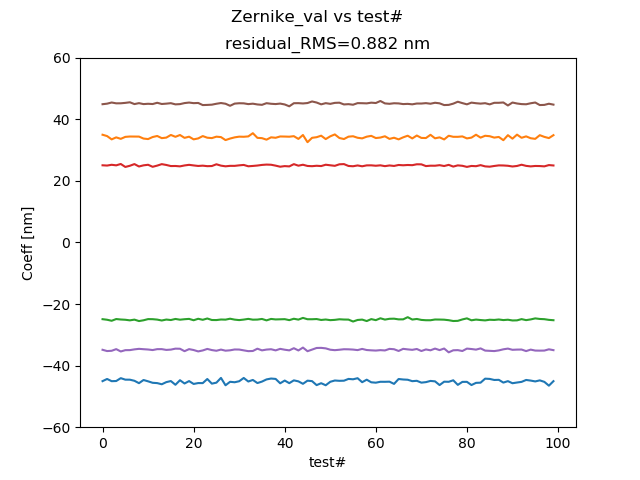 Zernike_val vs test#
residual_RMS=0.882 nm
60
40
20
0
−20
−40
−60
Coeff [nm]
0 20 40 60 80 100
test#